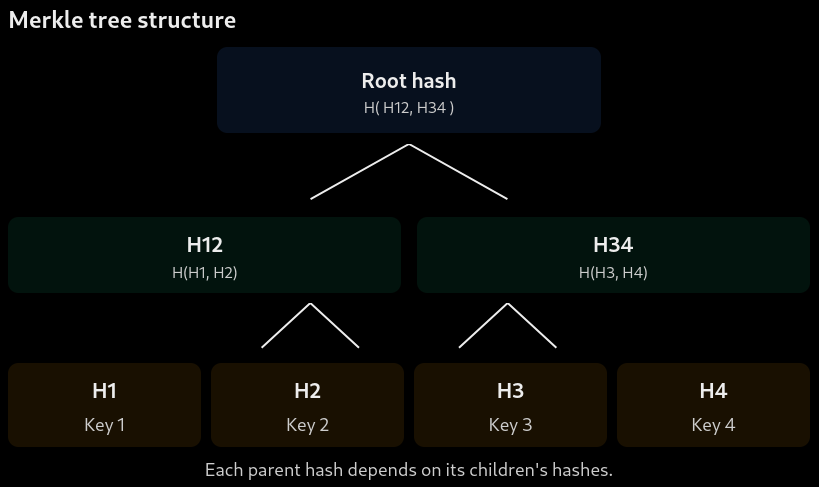 Merkle tree structure
Root hash
H( H12, H34 )
H12
H(H1, H2)
H34
H(H3, H4)
H1
Key 1
H2
Key 2
H3
Key 3
H4
Key 4
Each parent hash depends on its children's hashes.